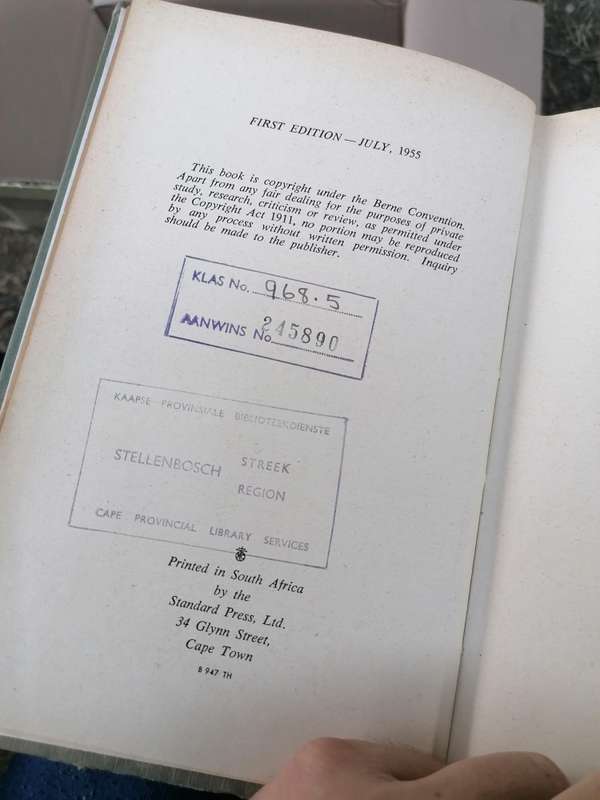 FIRST EDITION — JULY, 1955
This book is copyright under the Berne Convention.
Apart from any fair dealing for the purposes of private
study, research, criticism or review, as permitted under
the Copyright Act 1911, no portion may be reproduced
by any process without written permission. Inquiry
should be made to the publisher.
KLAS No. 968.5
AANWINS No 245890
KAAPSE PROVINSIALE BIBLIOTEEKDIENSTE
STELLENBOSCH STREEK
REGION
CAPE PROVINCIAL LIBRARY SERVICES
Printed in South Africa
by the
Standard Press, Ltd.
34 Glynn Street,
Cape Town
B 947 TH